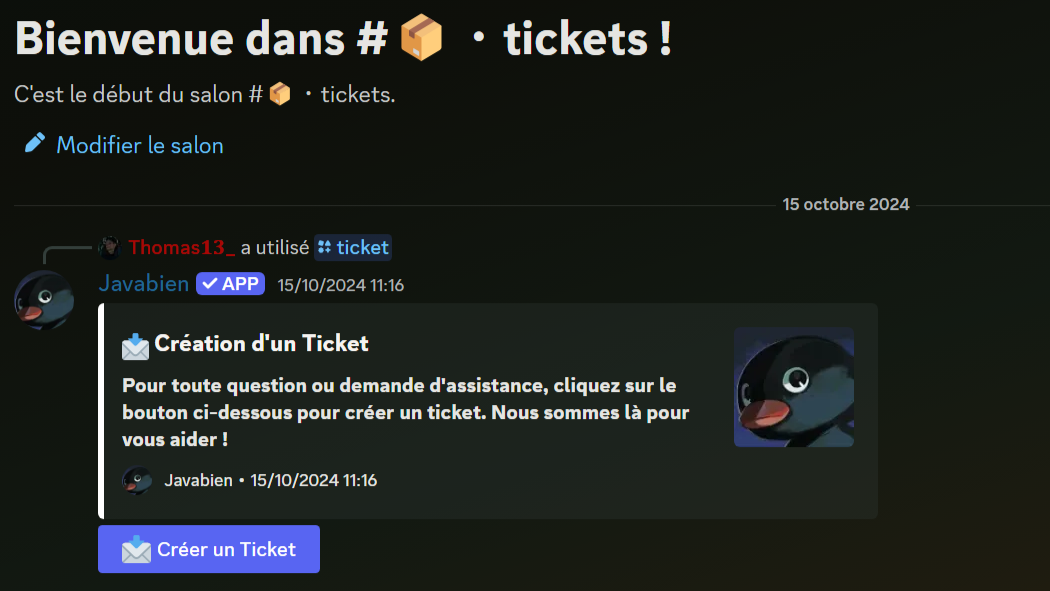 Bienvenue dans # 📦・tickets !
C'est le début du salon # 📦・tickets.
Modifier le salon
15 octobre 2024
Thomas13_ a utilisé ticket
Javabien ✓ APP 15/10/2024 11:16
📩 Création d'un Ticket
Pour toute question ou demande d'assistance, cliquez sur le
bouton ci-dessous pour créer un ticket. Nous sommes là pour
vous aider !
Javabien • 15/10/2024 11:16
📩 Créer un Ticket